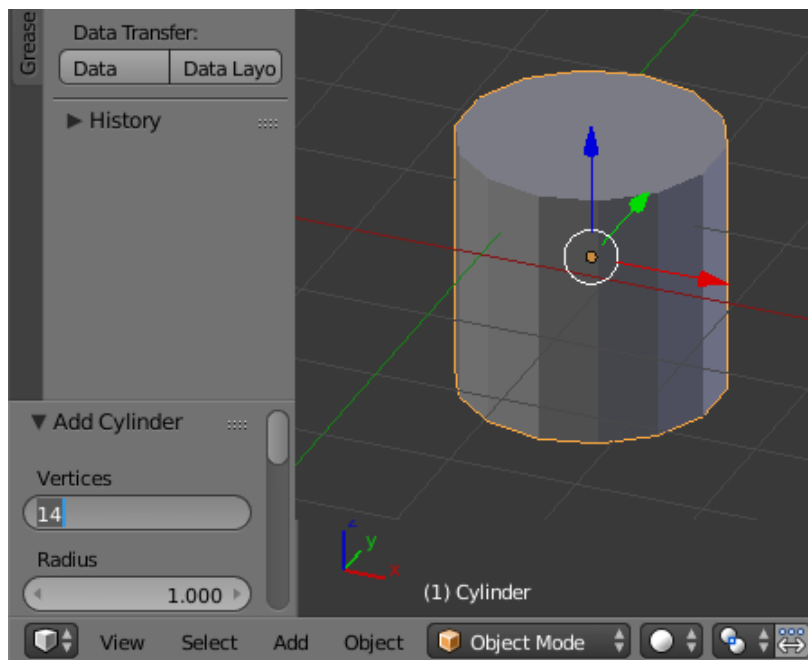 Grease
Data Transfer:
Data
Data Layo
History
Add Cylinder
Vertices
14
Radius
1.000
z
y
x
(1) Cylinder
View Select Add Object Object Mode